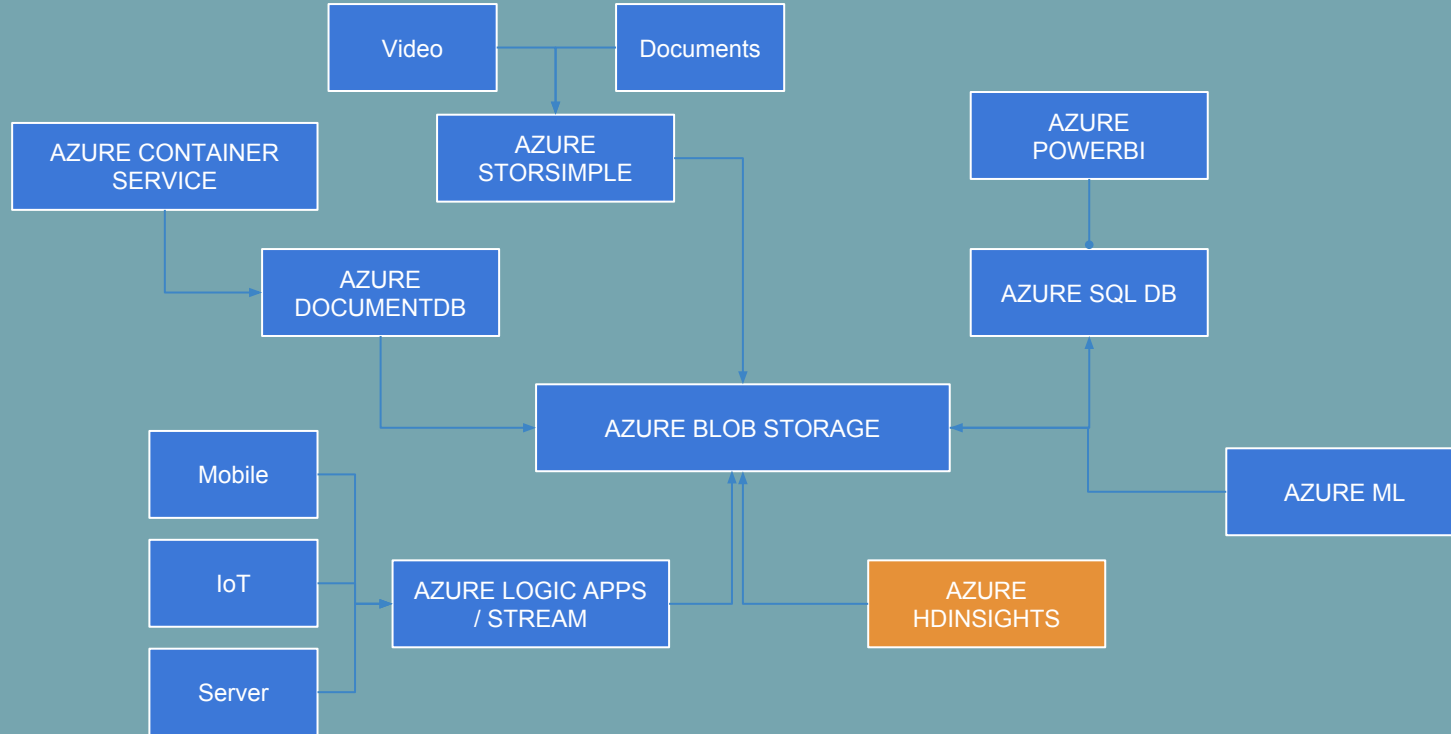 Video
Documents
AZURE CONTAINER
SERVICE
AZURE
STORSIMPLE
AZURE
POWERBI
AZURE
DOCUMENTDB
AZURE SQL DB
AZURE BLOB STORAGE
Mobile
AZURE ML
IoT
AZURE LOGIC APPS
/ STREAM
AZURE
HDINSIGHTS
Server